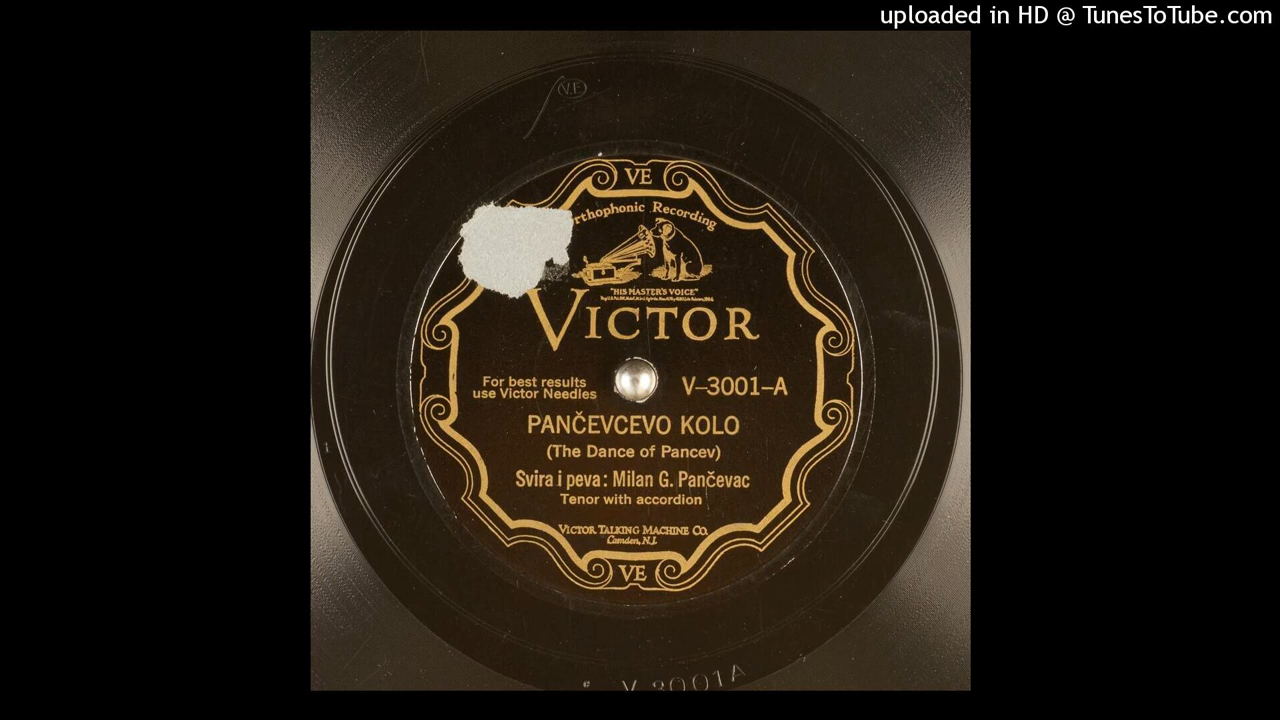 uploaded in HD @ TunesToTube.com
V.E
VE
Recording
"HIS MASTER'S VOICE"
VICTOR
For best results
use Victor Needles
V–3001–A
PANČEVCEVO KOLO
(The Dance of Pancev)
Svira i peva: Milan G. Pančevac
Tenor with accordion
VICTOR TALKING MACHINE CO.
Camden, N.J.
VE
V 3001A